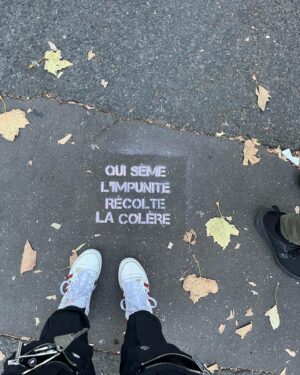 QUI SÈME
L'IMPUNITÉ
RÉCOLTE
LA COLÈRE